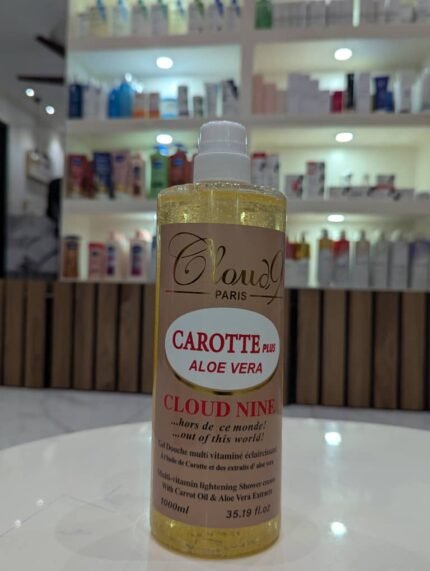 Cloud9
PARIS
CAROTTE PLUS
ALOE VERA
CLOUD NINE
...hors de ce monde!
...out of this world!
Gel Douche multi vitaminé éclaircissant
À huile de Carotte et des extraits d' aloe vera
Multi-vitamin lightening Shower cream
With Carrot Oil & Aloe Vera Extracts
1000ml 35.19 fl.oz